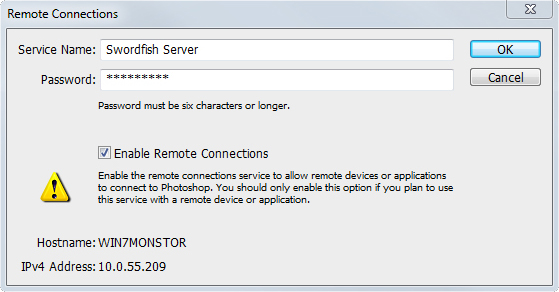 Remote Connections
Service Name: Swordfish Server
OK
Password: *********
Cancel
Password must be six characters or longer.
Enable Remote Connections
Enable the remote connections service to allow remote devices or applications
to connect to Photoshop. You should only enable this option if you plan to use
this service with a remote device or application.
Hostname: WIN7MONSTOR
IPv4 Address: 10.0.55.209